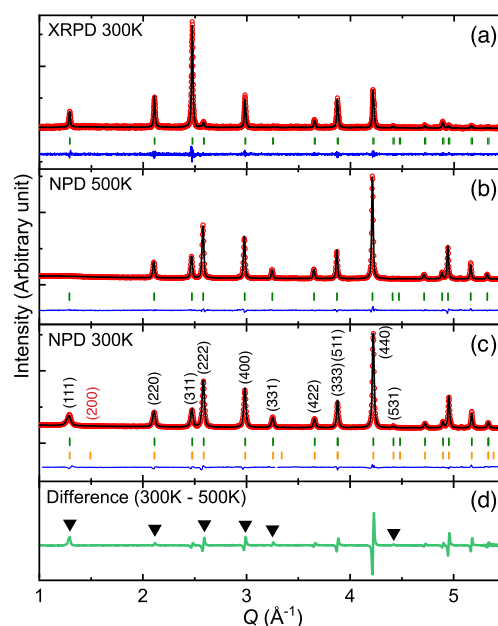 XRPD 300K (a)
NPD 500K (b)
NPD 300K (c)
(111)
(200)
(220)
(311)
(222)
(400)
(331)
(422)
(333) (511)
(440)
(531)
Difference (300K - 500K) (d)
Intensity (Arbitrary unit)
1 2 3 4 5
Q (Å⁻¹)